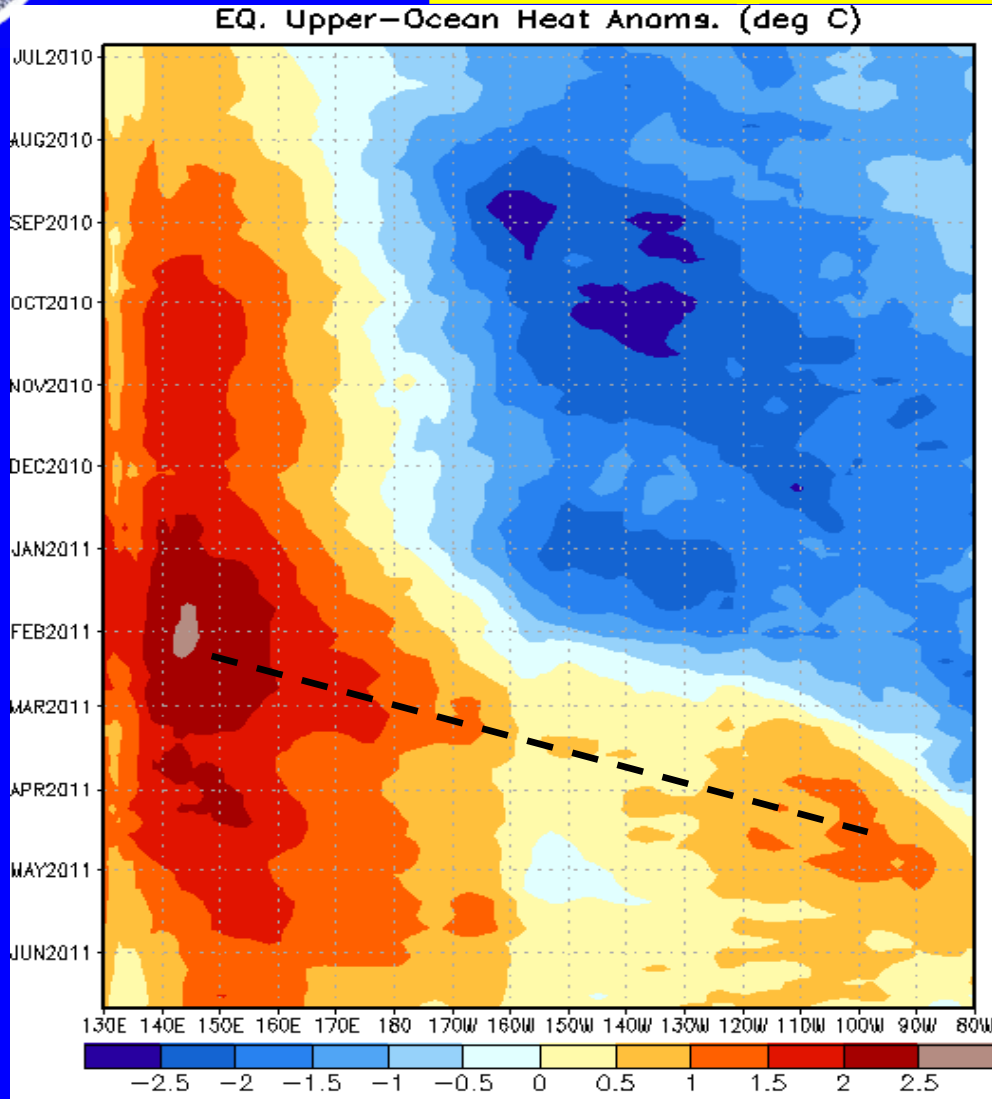 EQ. Upper-Ocean Heat Anoms. (deg C)
JUL2010
AUG2010
SEP2010
OCT2010
NOV2010
DEC2010
JAN2011
FEB2011
MAR2011
APR2011
MAY2011
JUN2011
130E 140E 150E 160E 170E 180 170W 160W 150W 140W 130W 120W 110W 100W 90W 80W
-2.5 -2 -1.5 -1 -0.5 0 0.5 1 1.5 2 2.5